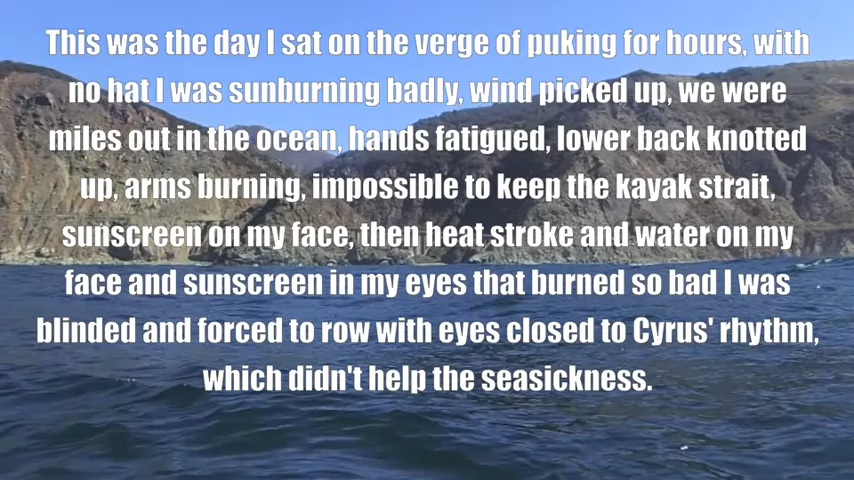 This was the day I sat on the verge of puking for hours, with
no hat I was sunburning badly, wind picked up, we were
miles out in the ocean, hands fatigued, lower back knotted
up, arms burning, impossible to keep the kayak strait,
sunscreen on my face, then heat stroke and water on my
face and sunscreen in my eyes that burned so bad I was
blinded and forced to row with eyes closed to Cyrus' rhythm,
which didn't help the seasickness.